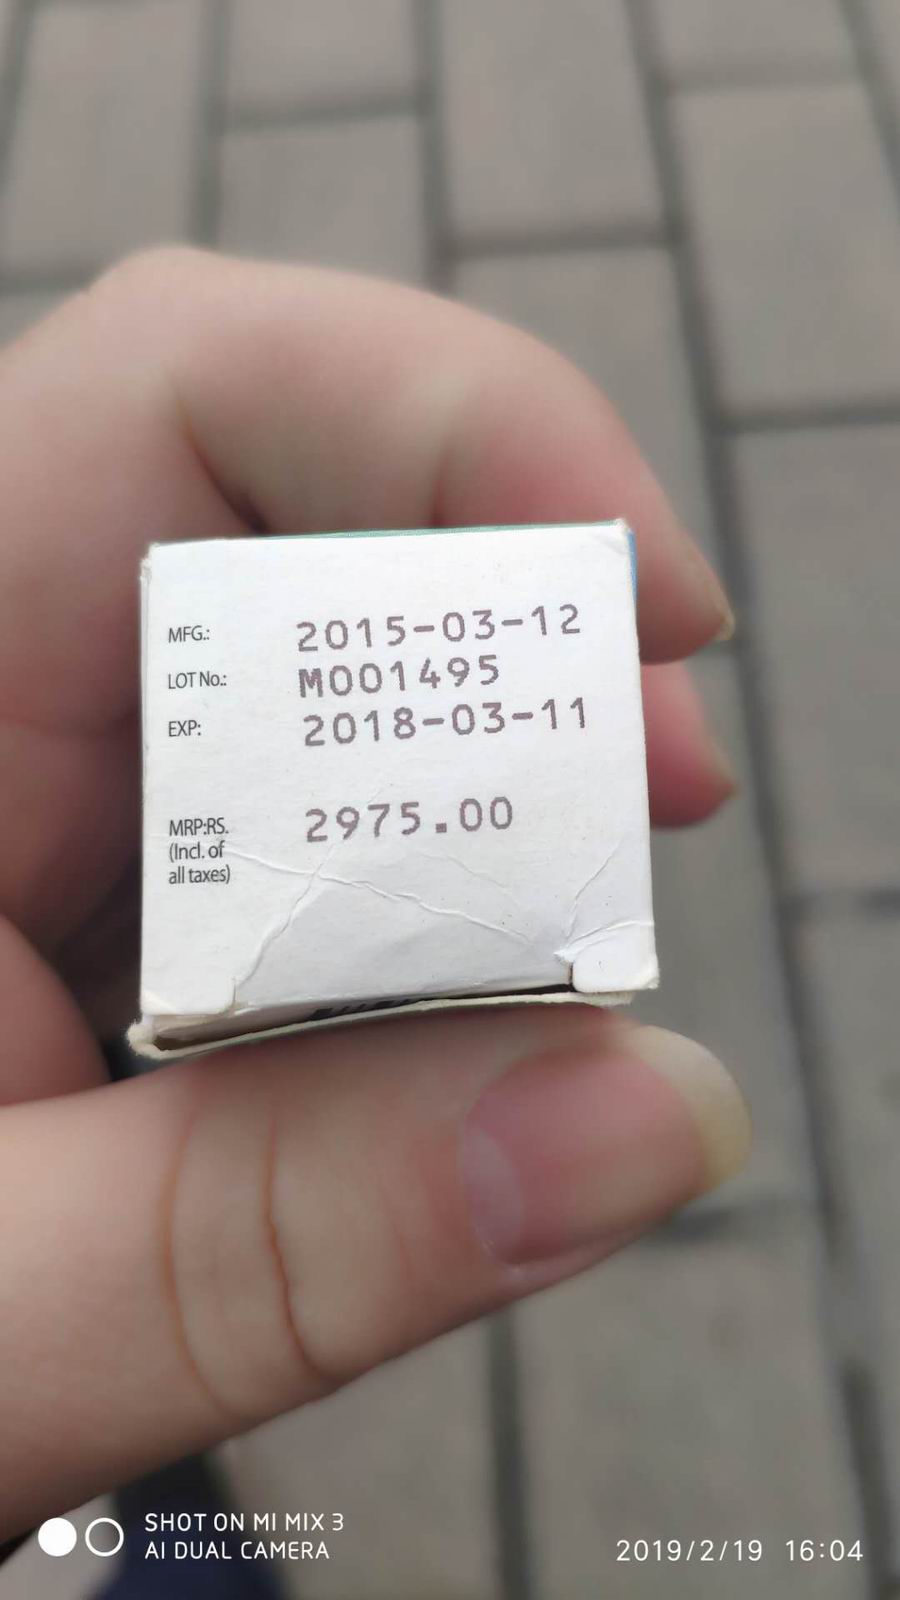 MFG.: 2015-03-12
LOT No.: M001495
EXP: 2018-03-11
MRP:RS. 2975.00
(Incl. of
all taxes)
SHOT ON MI MIX 3
AI DUAL CAMERA
2019/2/19 16:04